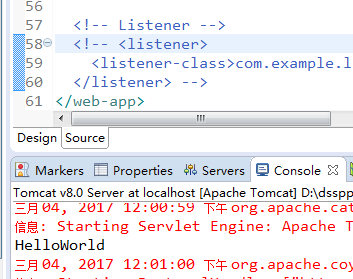 56
57 <!-- Listener -->
58 <!-- <listener>
59 <listener-class>com.example.l
60 </listener> -->
61 </web-app>
Design Source
Markers Properties Servers Console
Tomcat v8.0 Server at localhost [Apache Tomcat] D:\dsspp
三月 04, 2017 12:00:59 下午 org.apache.cat
信息: Starting Servlet Engine: Apache T
HelloWorld
三月 04, 2017 12:01:00 下午 org.apache.coy